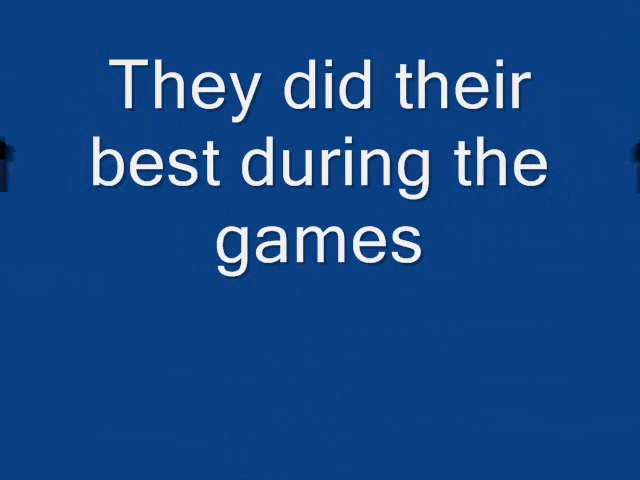 They did their
best during the
games